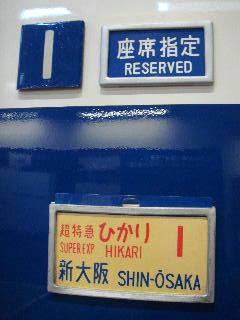 1
座席指定
RESERVED
超特急 ひかり 1
SUPER EXP HIKARI
新大阪 SHIN-ŌSAKA